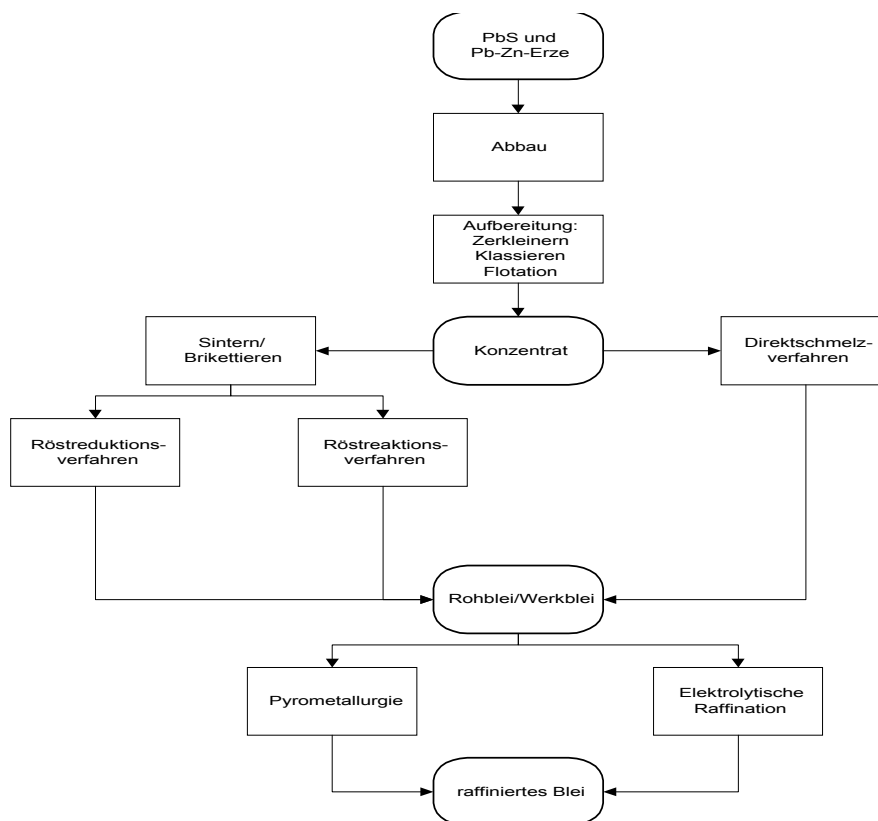 PbS und
Pb-Zn-Erze
Abbau
Aufbereitung:
Zerkleinern
Klassieren
Flotation
Sintern/
Brikettieren
Konzentrat
Direktschmelz-
verfahren
Röstreduktions-
verfahren
Röstreaktions-
verfahren
Rohblei/Werkblei
Pyrometallurgie
Elektrolytische
Raffination
raffiniertes Blei